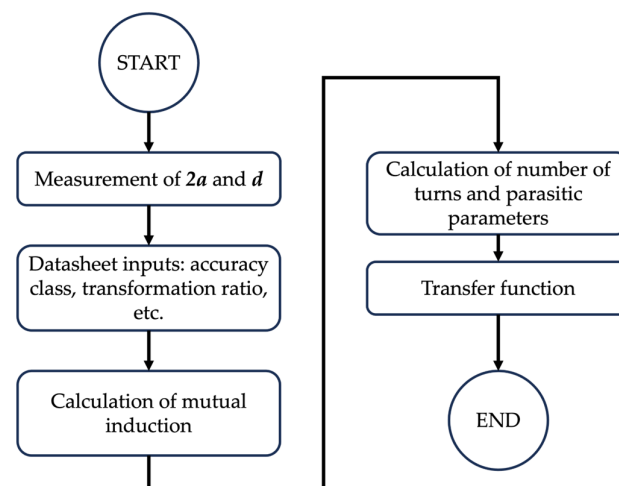 START
Measurement of 2a and d
Datasheet inputs: accuracy
class, transformation ratio,
etc.
Calculation of mutual
induction
Calculation of number of
turns and parasitic
parameters
Transfer function
END